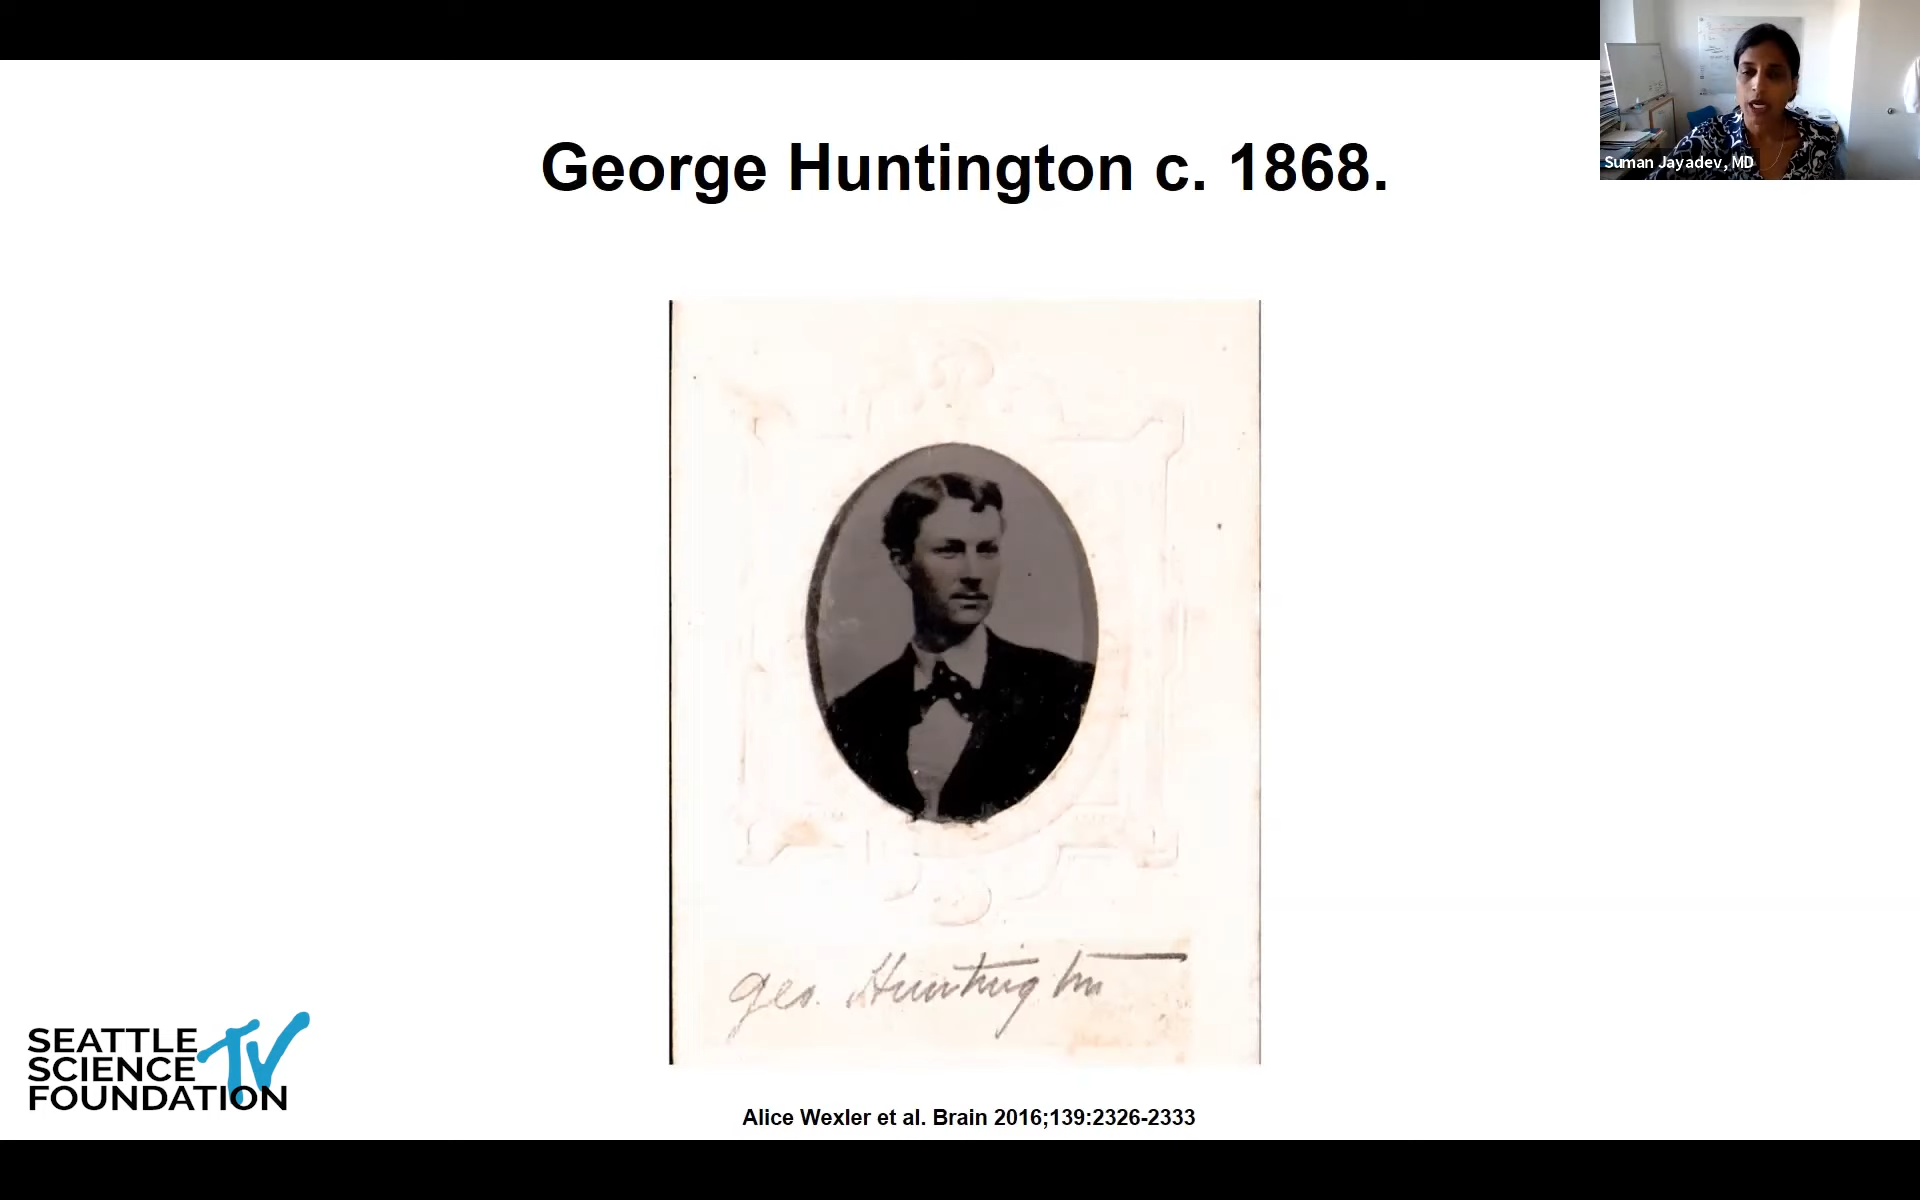 Suman Jayadev, MD
George Huntington c. 1868.
Geo. Huntington
SEATTLE
SCIENCE
FOUNDATION
TV
Alice Wexler et al. Brain 2016;139:2326-2333